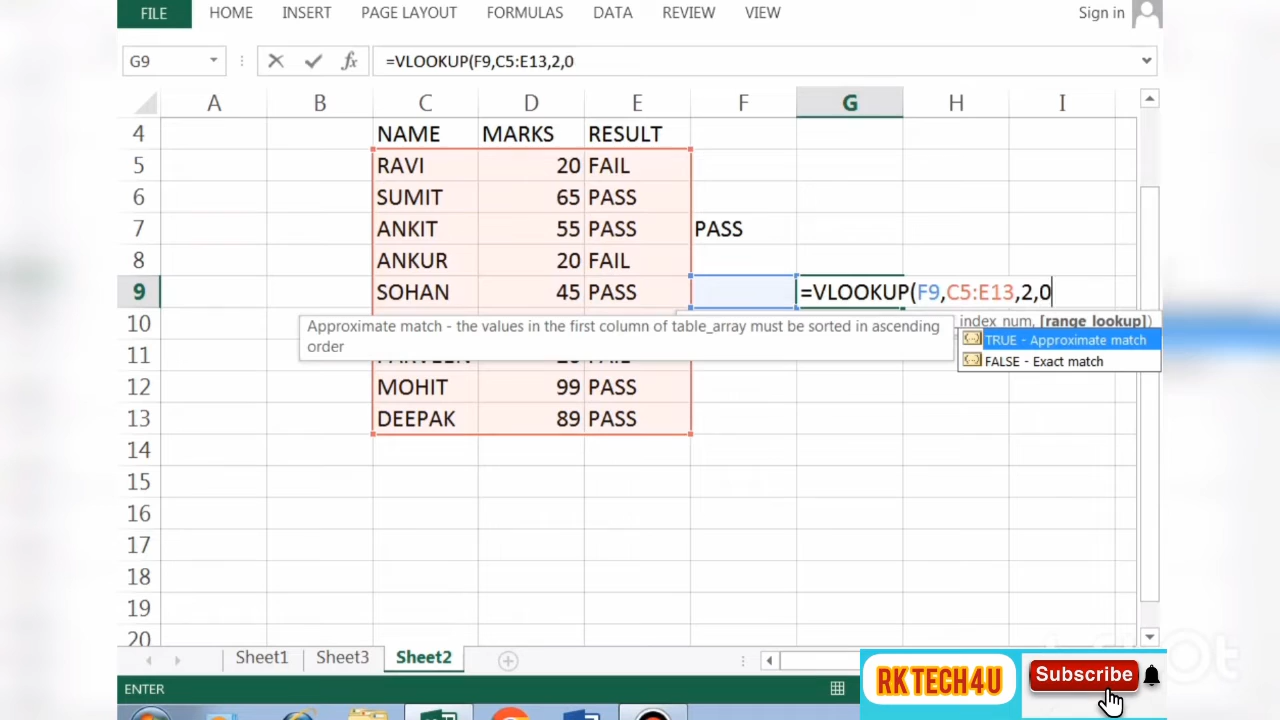 FILE HOME INSERT PAGE LAYOUT FORMULAS DATA REVIEW VIEW Sign in
G9 fx =VLOOKUP(F9,C5:E13,2,0
A B C D E F G H I
4 NAME MARKS RESULT
5 RAVI 20 FAIL
6 SUMIT 65 PASS
7 ANKIT 55 PASS PASS
8 ANKUR 20 FAIL
9 SOHAN 45 PASS =VLOOKUP(F9,C5:E13,2,0
10 index_num, [range_lookup])
Approximate match - the values in the first column of table_array must be sorted in ascending
order
TRUE - Approximate match
FALSE - Exact match
11
12 MOHIT 99 PASS
13 DEEPAK 89 PASS
14
15
16
17
18
19
20
Sheet1 Sheet3 Sheet2
ENTER
RKTECH4U Subscribe